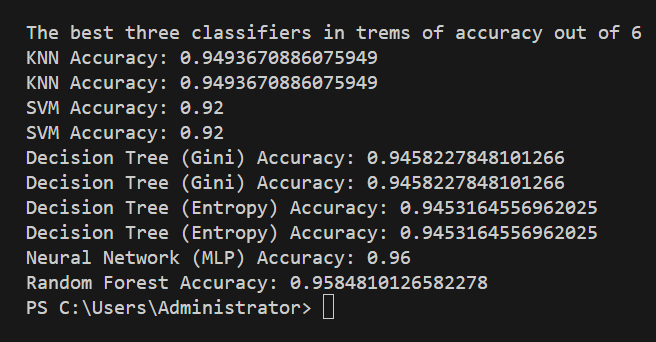 The best three classifiers in trems of accuracy out of 6
KNN Accuracy: 0.9493670886075949
KNN Accuracy: 0.9493670886075949
SVM Accuracy: 0.92
SVM Accuracy: 0.92
Decision Tree (Gini) Accuracy: 0.9458227848101266
Decision Tree (Gini) Accuracy: 0.9458227848101266
Decision Tree (Entropy) Accuracy: 0.9453164556962025
Decision Tree (Entropy) Accuracy: 0.9453164556962025
Neural Network (MLP) Accuracy: 0.96
Random Forest Accuracy: 0.9584810126582278
PS C:\Users\Administrator>